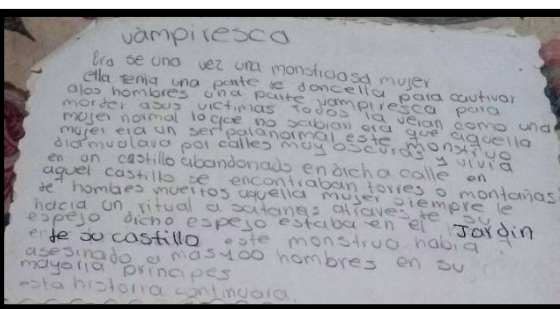 vampiresca
Era se una vez una monstruosa mujer
ella tenia una parte de doncella para cautivar
alos hombres una parte vampiresca para
morder asus victimas todos la veian como una
mujer normal loque no sabian era que aquella
mujer era un ser paranormal este monstruo
diamvulava por calles muy oscuras y vivia
en un castillo abandonado en dicha calle en
aquel castillo se encontraban torres o montañas
de hombres muertos aquella mujer siempre le
hacia un ritual a satanas atraves de su
espejo dicho espejo estaba en el Jardin
de su castillo este monstruo habia
asesinado a mas 100 hombres en su
mayoria principes
esta historia continuara.